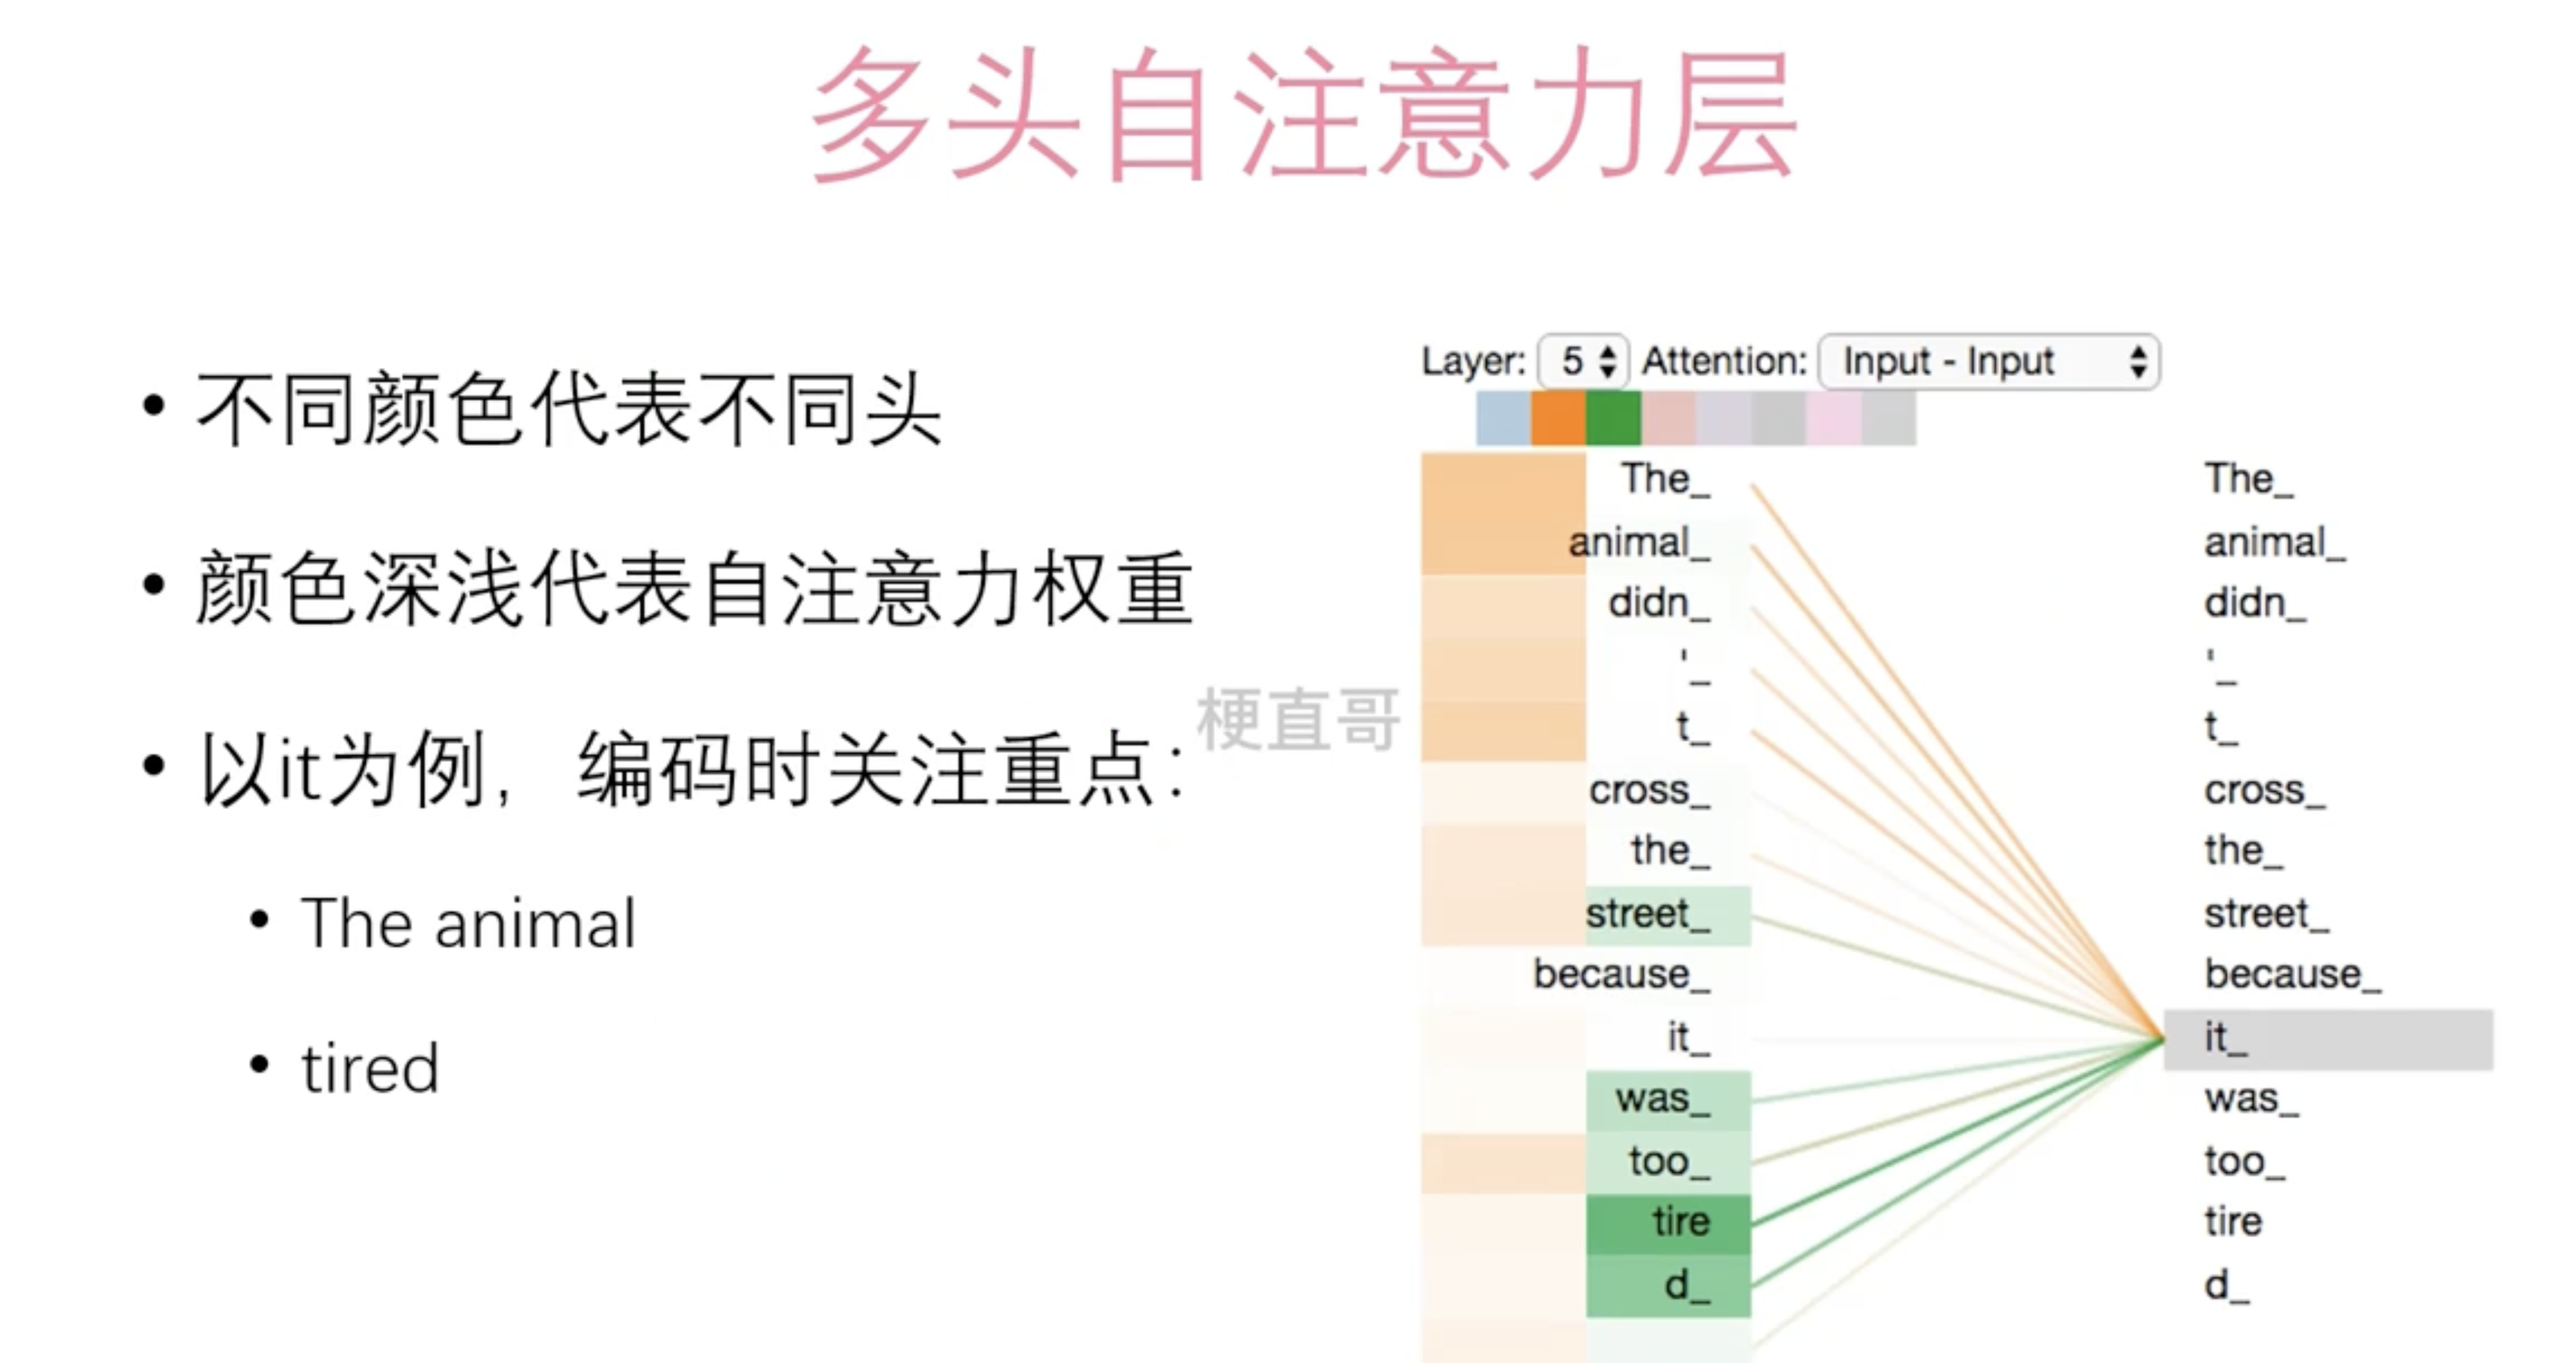 多头自注意力层
• 不同颜色代表不同头
• 颜色深浅代表自注意力权重
• 以it为例，编码时关注重点：
• The animal
• tired
梗直哥
Layer: 5 Attention: Input - Input
The_ The_
animal_ animal_
didn_ didn_
'_ '_
t_ t_
cross_ cross_
the_ the_
street_ street_
because_ because_
it_ it_
was_ was_
too_ too_
tire tire
d_ d_